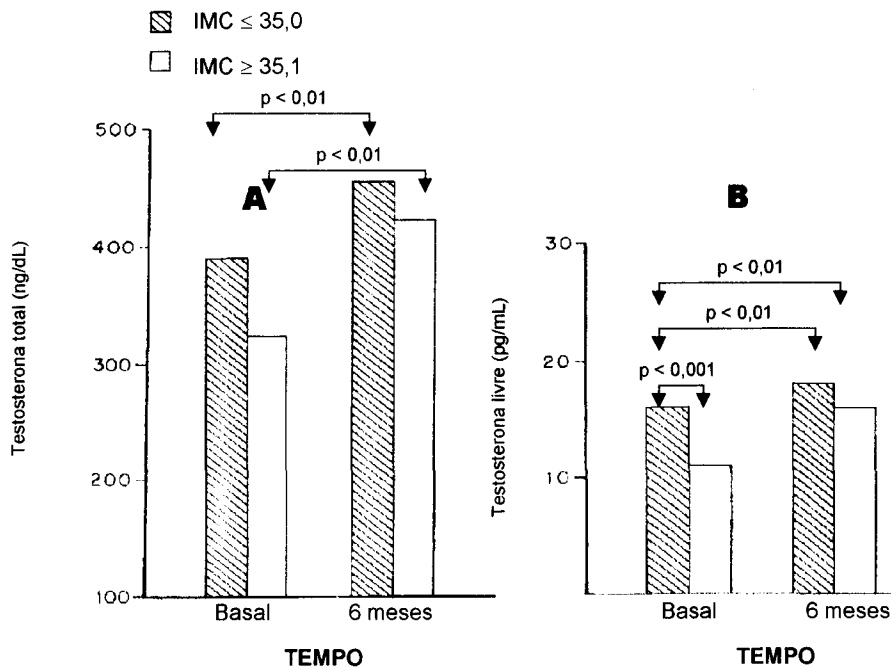 IMC ≤ 35,0
IMC ≥ 35,1
p < 0,01
p < 0,01
A
500
400
300
200
100
Testosterona total (ng/dL)
Basal
6 meses
TEMPO
B
p < 0,01
p < 0,01
p < 0,001
30
20
10
Testosterona livre (pg/mL)
Basal
6 meses
TEMPO